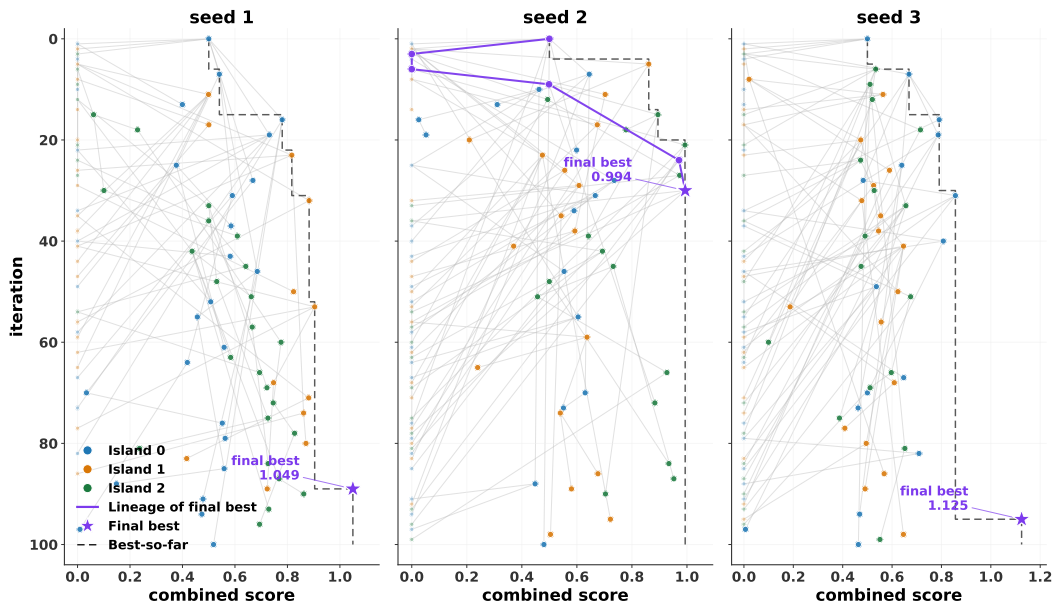 seed 1
seed 2
seed 3
0
20
40
60
80
100
iteration
final best
0.994
final best
1.049
final best
1.125
Island 0
Island 1
Island 2
Lineage of final best
Final best
Best-so-far
0.0 0.2 0.4 0.6 0.8 1.0
0.0 0.2 0.4 0.6 0.8 1.0
0.0 0.2 0.4 0.6 0.8 1.0 1.2
combined score
combined score
combined score